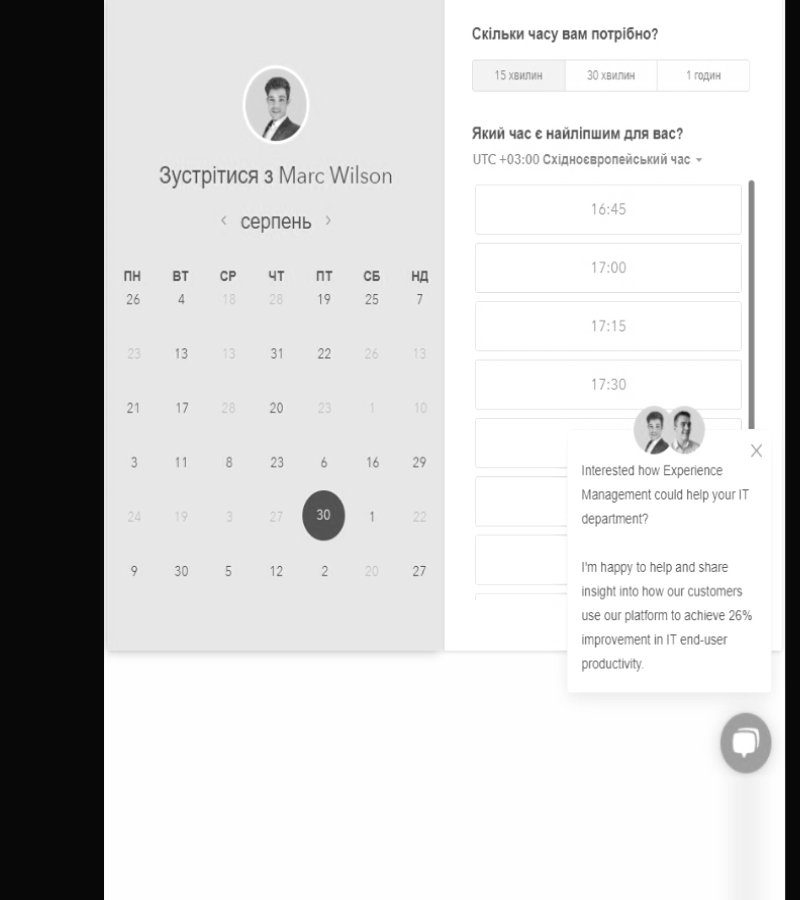 Зустрітися з Marc Wilson
серпень
ПН ВТ СР ЧТ ПТ СБ НД
26 4 18 28 19 25 7
23 13 13 31 22 26 13
21 17 28 20 23 1 10
3 11 8 23 6 16 29
24 19 3 27 30 1 22
9 30 5 12 2 20 27
Скільки часу вам потрібно?
15 хвилин 30 хвилин 1 годин
Який час є найліпшим для вас?
UTC +03:00 Східноєвропейський час
16:45
17:00
17:15
17:30
Interested how Experience
Management could help your IT
department?
I'm happy to help and share
insight into how our customers
use our platform to achieve 26%
improvement in IT end-user
productivity.